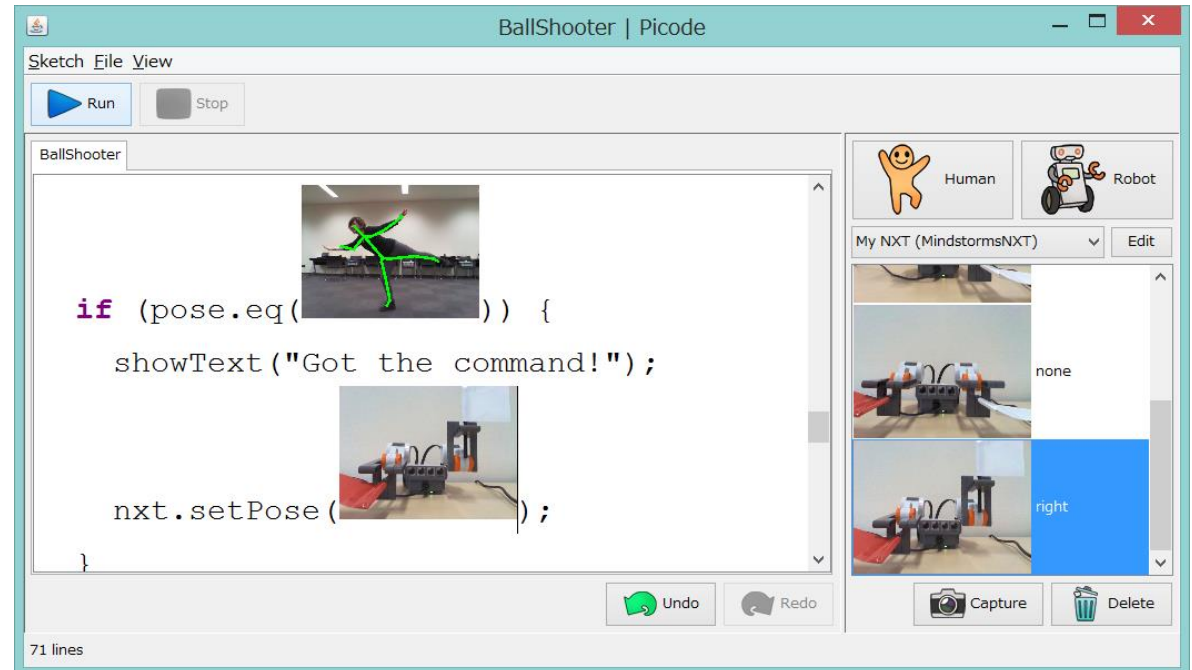 BallShooter | Picode
Sketch File View
Run Stop
BallShooter
if (pose.eq( )) {
showText("Got the command!");
nxt.setPose( );
}
Undo Redo
71 lines
Human Robot
My NXT (MindstormsNXT) Edit
none
right
Capture Delete